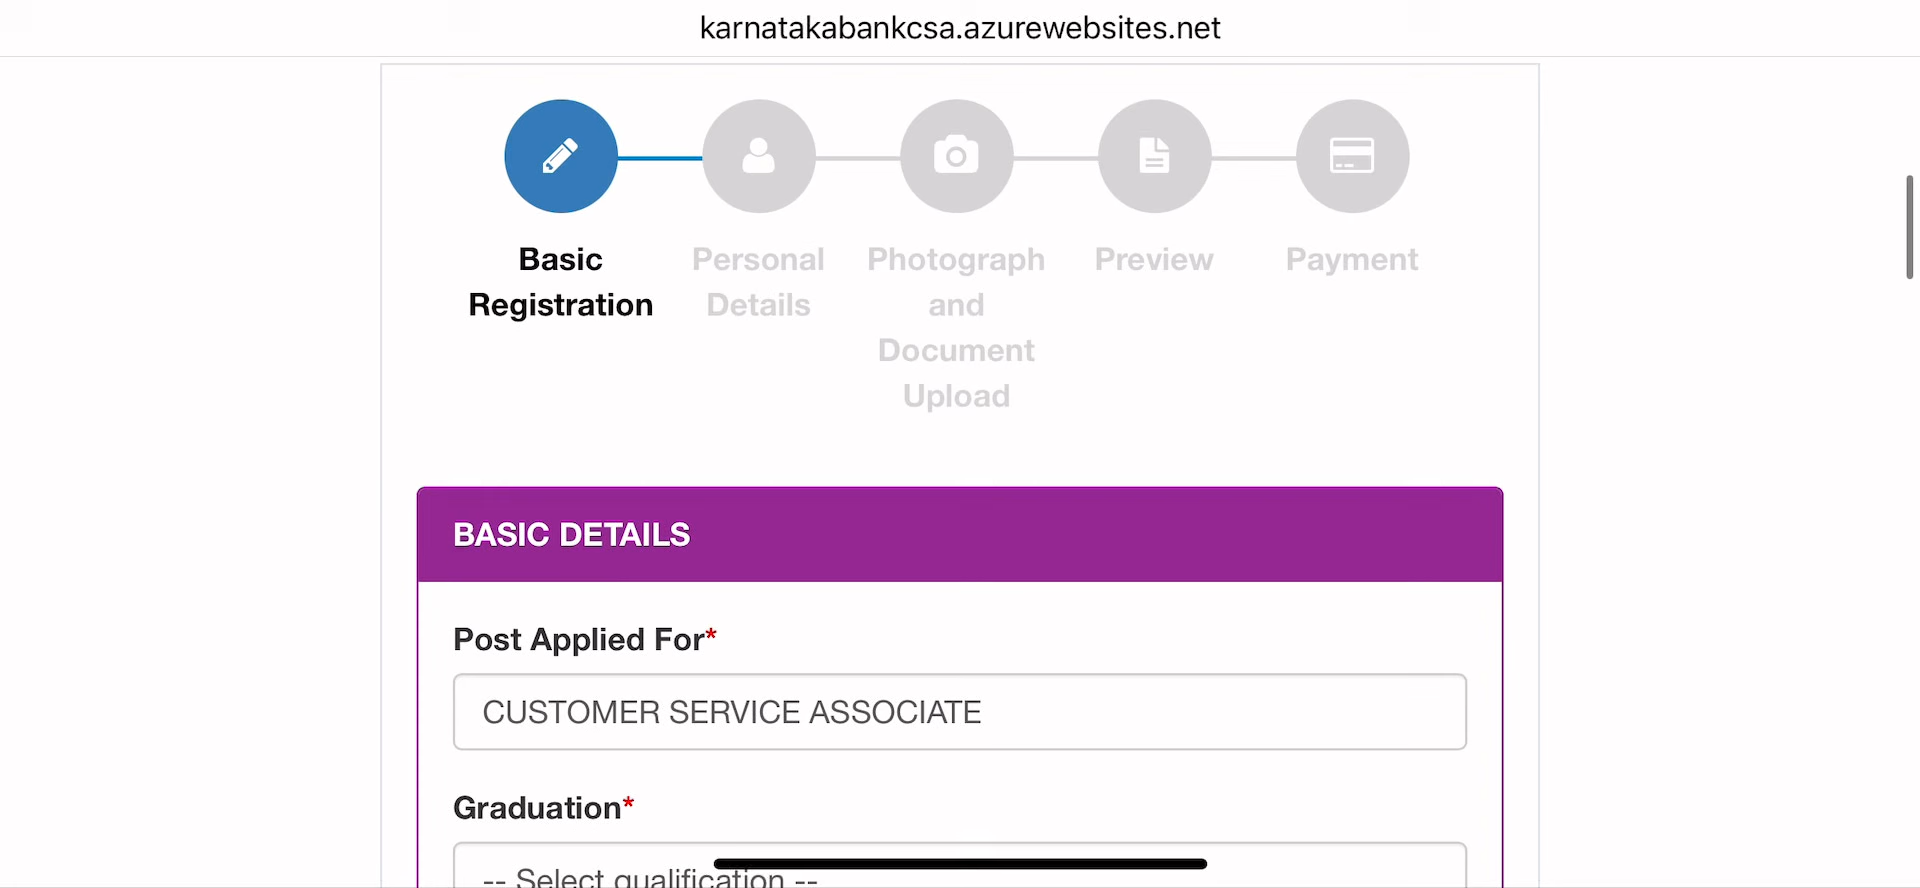 karnatakabankcsa.azurewebsites.net
Basic Registration
Personal Details
Photograph and Document Upload
Preview
Payment
BASIC DETAILS
Post Applied For*
CUSTOMER SERVICE ASSOCIATE
Graduation*
-- Select qualification --